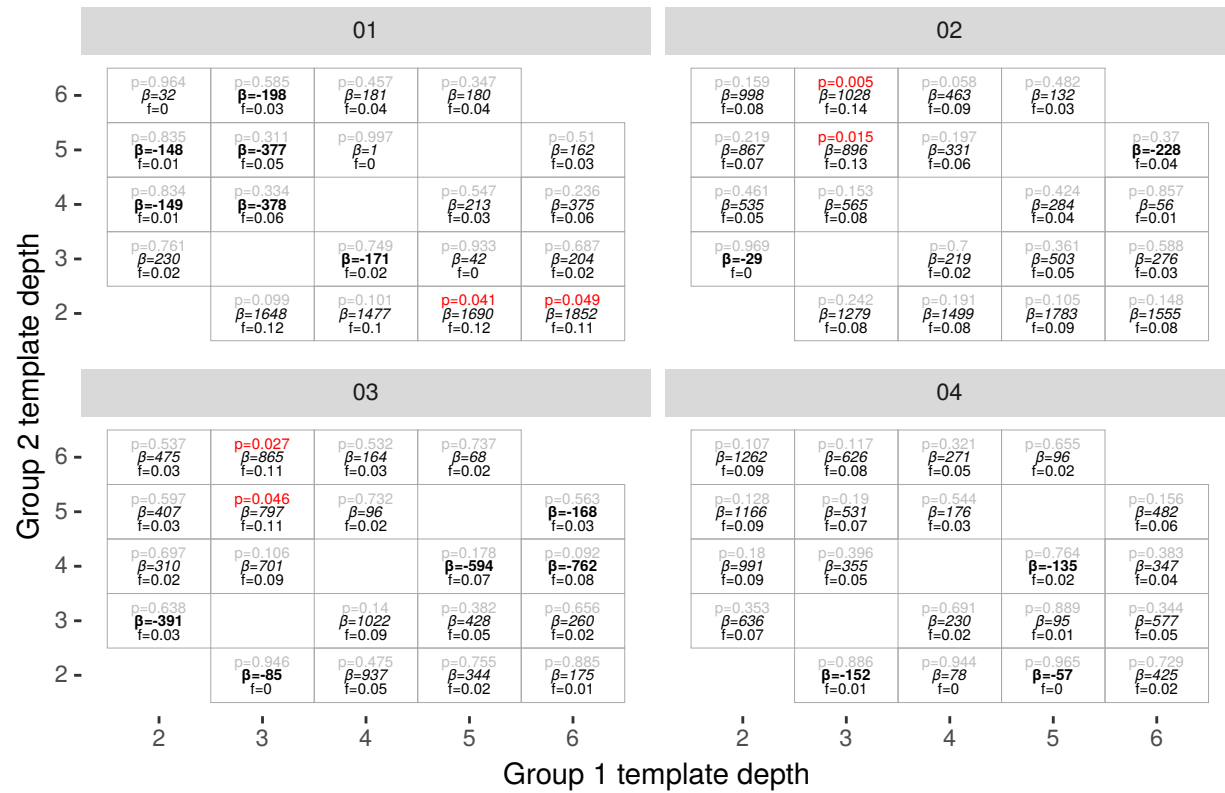 01
02
p=0.964 p=0.585 p=0.457 p=0.347
β=32 β=-198 β=181 β=180
f=0 f=0.03 f=0.04 f=0.04
p=0.159 p=0.005 p=0.058 p=0.482
β=998 β=1028 β=463 β=132
f=0.08 f=0.14 f=0.09 f=0.03
6
p=0.835 p=0.311 p=0.997 p=0.51
β=-148 β=-377 β=1 β=162
f=0.01 f=0.05 f=0 f=0.03
p=0.219 p=0.015 p=0.197 p=0.37
β=867 β=896 β=331 β=-228
f=0.07 f=0.13 f=0.06 f=0.04
5
p=0.834 p=0.334 p=0.547 p=0.236
β=-149 β=-378 β=213 β=375
f=0.01 f=0.06 f=0.03 f=0.06
p=0.461 p=0.153 p=0.424 p=0.857
β=535 β=565 β=284 β=56
f=0.05 f=0.08 f=0.04 f=0.01
4
p=0.761 p=0.749 p=0.933 p=0.687
β=230 β=-171 β=42 β=204
f=0.02 f=0.02 f=0 f=0.02
p=0.969 p=0.7 p=0.361 p=0.588
β=-29 β=219 β=503 β=276
f=0 f=0.02 f=0.05 f=0.03
3
p=0.099 p=0.101 p=0.041 p=0.049
β=1648 β=1477 β=1690 β=1852
f=0.12 f=0.1 f=0.12 f=0.11
p=0.242 p=0.191 p=0.105 p=0.148
β=1279 β=1499 β=1783 β=1555
f=0.08 f=0.08 f=0.09 f=0.08
2
Group 2 template depth
03
04
p=0.537 p=0.027 p=0.532 p=0.737
β=475 β=865 β=164 β=68
f=0.03 f=0.11 f=0.03 f=0.02
p=0.107 p=0.117 p=0.321 p=0.655
β=1262 β=626 β=271 β=96
f=0.09 f=0.08 f=0.05 f=0.02
6
p=0.597 p=0.046 p=0.732 p=0.563
β=407 β=797 β=96 β=-168
f=0.03 f=0.11 f=0.02 f=0.03
p=0.128 p=0.19 p=0.544 p=0.156
β=1166 β=531 β=176 β=482
f=0.09 f=0.07 f=0.03 f=0.06
5
p=0.697 p=0.106 p=0.178 p=0.092
β=310 β=701 β=-594 β=-762
f=0.02 f=0.09 f=0.07 f=0.08
p=0.18 p=0.396 p=0.764 p=0.383
β=991 β=355 β=-135 β=347
f=0.09 f=0.05 f=0.02 f=0.04
4
p=0.638 p=0.14 p=0.382 p=0.656
β=-391 β=1022 β=428 β=260
f=0.03 f=0.09 f=0.05 f=0.02
p=0.353 p=0.691 p=0.889 p=0.344
β=636 β=230 β=95 β=577
f=0.07 f=0.02 f=0.01 f=0.05
3
p=0.946 p=0.475 p=0.755 p=0.885
β=-85 β=937 β=344 β=175
f=0 f=0.05 f=0.02 f=0.01
p=0.886 p=0.944 p=0.965 p=0.729
β=-152 β=78 β=-57 β=425
f=0.01 f=0 f=0 f=0.02
2
2 3 4 5 6
2 3 4 5 6
Group 1 template depth